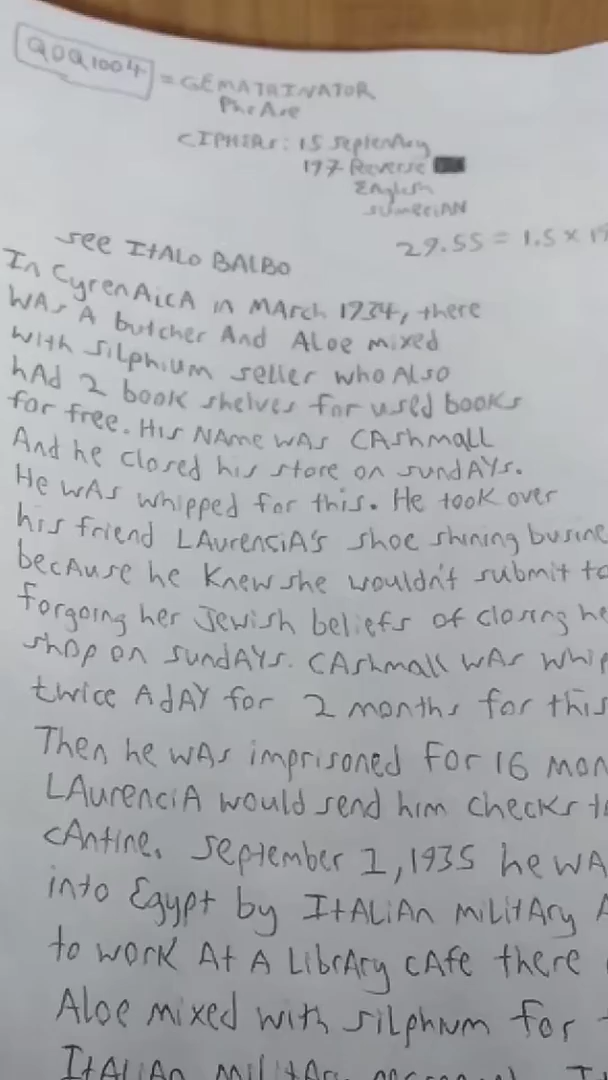 QOQ1004 = GEMATRINATOR
Phrase
CIPHERS: 15 Septenary
197 Reverse
English
SUMERIAN
29.55 = 1.5 x
see ITALO BALBO
In CyrenAicA in MArch 1934, there
WAS A butcher And Aloe mixed
with silphium seller who Also
hAd 2 book shelves for used books
for free. His NAme wAs CAshmall
And he closed his store on sundAYs.
He wAs whipped for this. He took over
his friend LAurensiA's shoe shining
becAuse he knew she wouldn't submit to
forgoing her Jewish beliefs of closing
shop on sundAYs. CAshmall wAs
twice A dAY for 2 months for this
Then he wAs imprisoned for 16
LAurenciA would send him checks
cAntine. September 1, 1935 he
into Egypt by ItAliAn militAry
to work At A LibrAry cAfe there
Aloe mixed with silphium for
ItAliAn